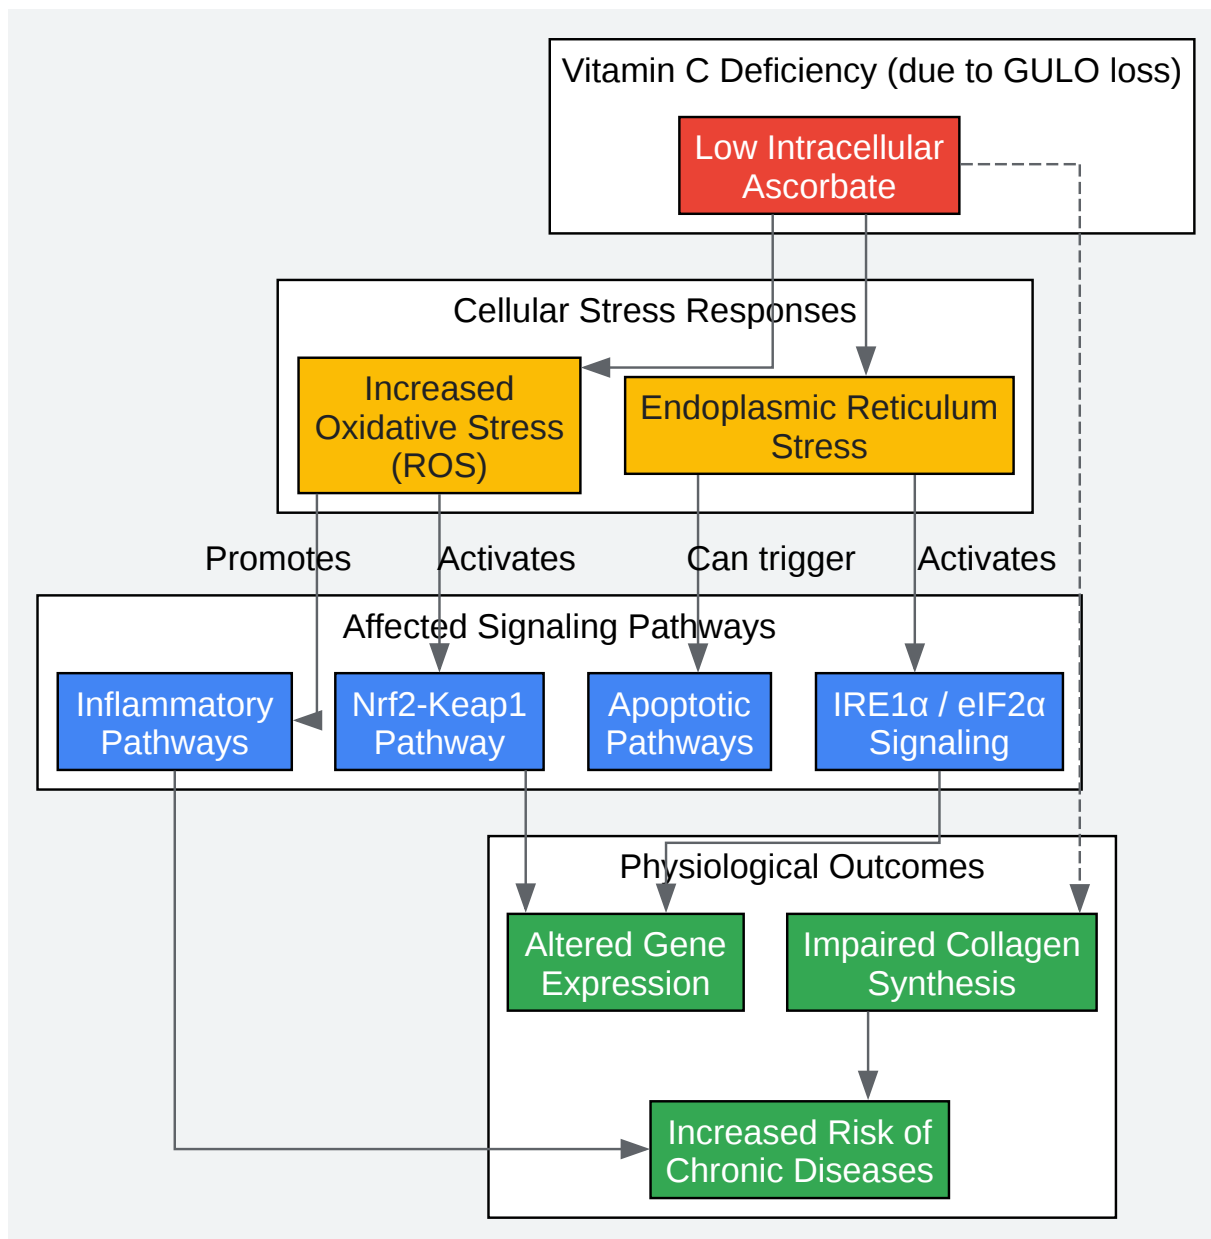 Vitamin C Deficiency (due to GULO loss)
Low Intracellular
Ascorbate
Cellular Stress Responses
Increased
Oxidative Stress
(ROS)
Endoplasmic Reticulum
Stress
Promotes
Activates
Can trigger
Activates
Affected Signaling Pathways
Inflammatory
Pathways
Nrf2-Keap1
Pathway
Apoptotic
Pathways
IRE1α / eIF2α
Signaling
Physiological Outcomes
Altered Gene
Expression
Impaired Collagen
Synthesis
Increased Risk of
Chronic Diseases